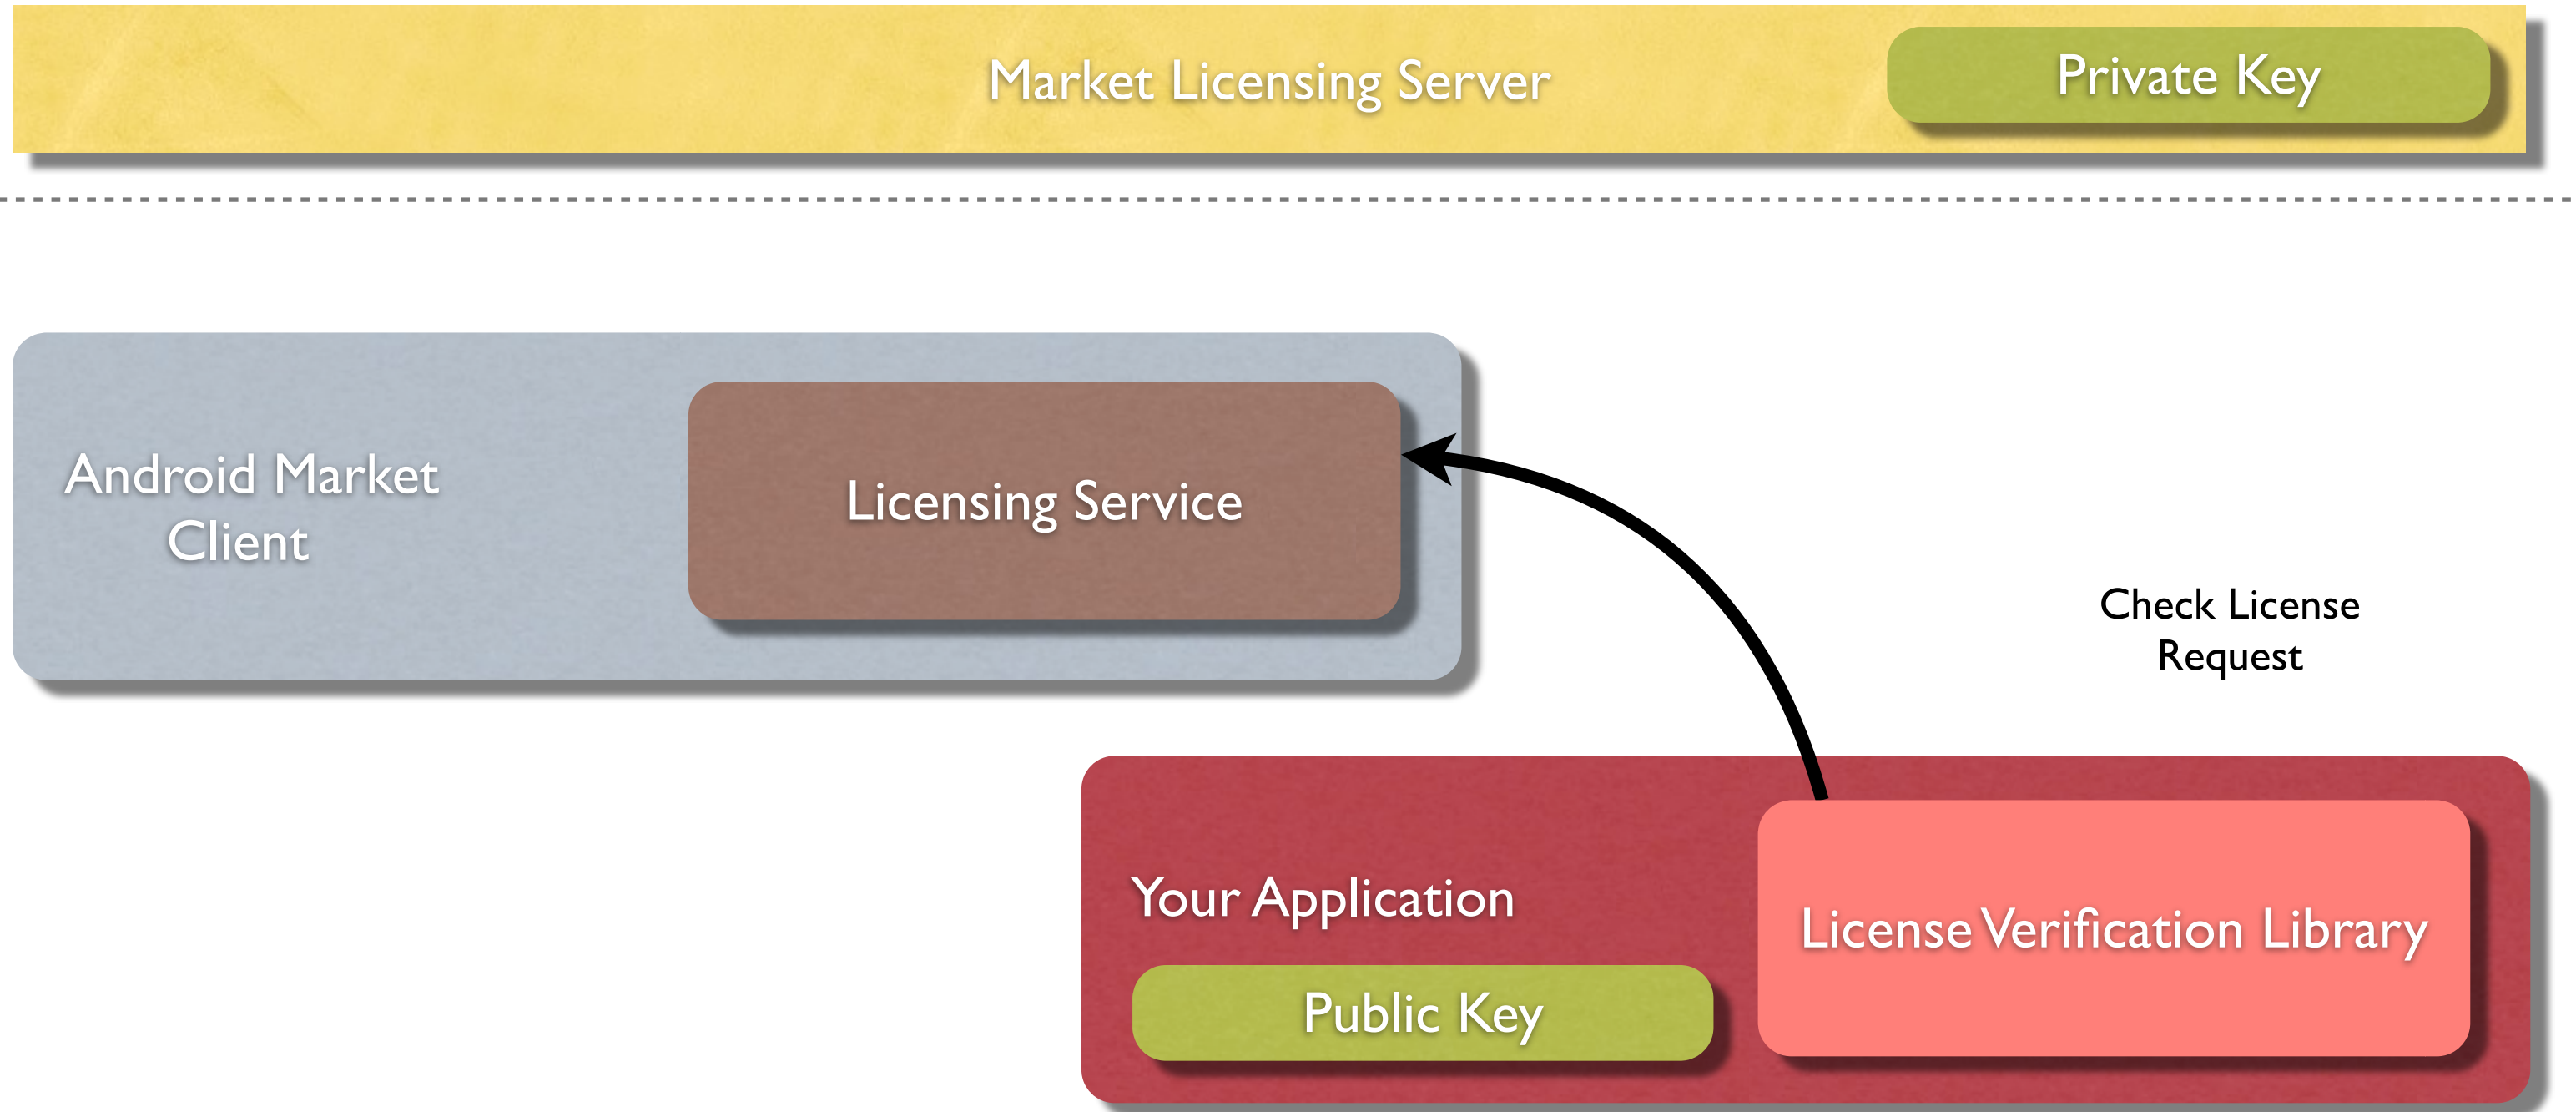 Market Licensing Server
Private Key
Android Market
Client
Licensing Service
Check License
Request
Your Application
License Verification Library
Public Key